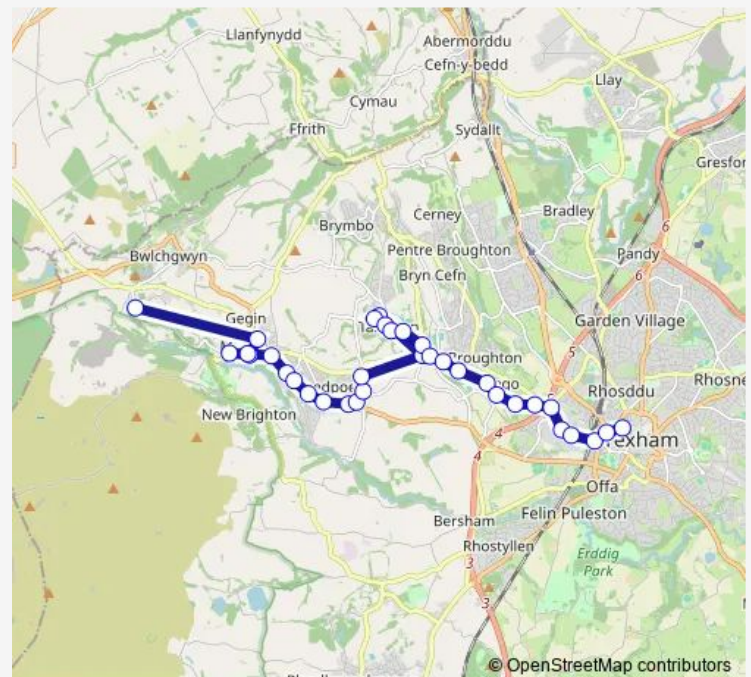 Llanfynydd
Abermorddu
Cefn-y-bedd
Llay
Cymau
Ffrith
Sydallt
Gresfor
Cerney
Bradley
Brymbo
6
Pentre Broughton
Pandy
Bwlchgwyn
Bryn Cefn
6
Gegin
Garden Village
5
Broughton
Rhosddu
Rhosne
New Brighton
5
4
exham
4
Offa
Felin Puleston
Bersham
Rhostyllen
Erddig
Park
3
3
© OpenStreetMap contributors